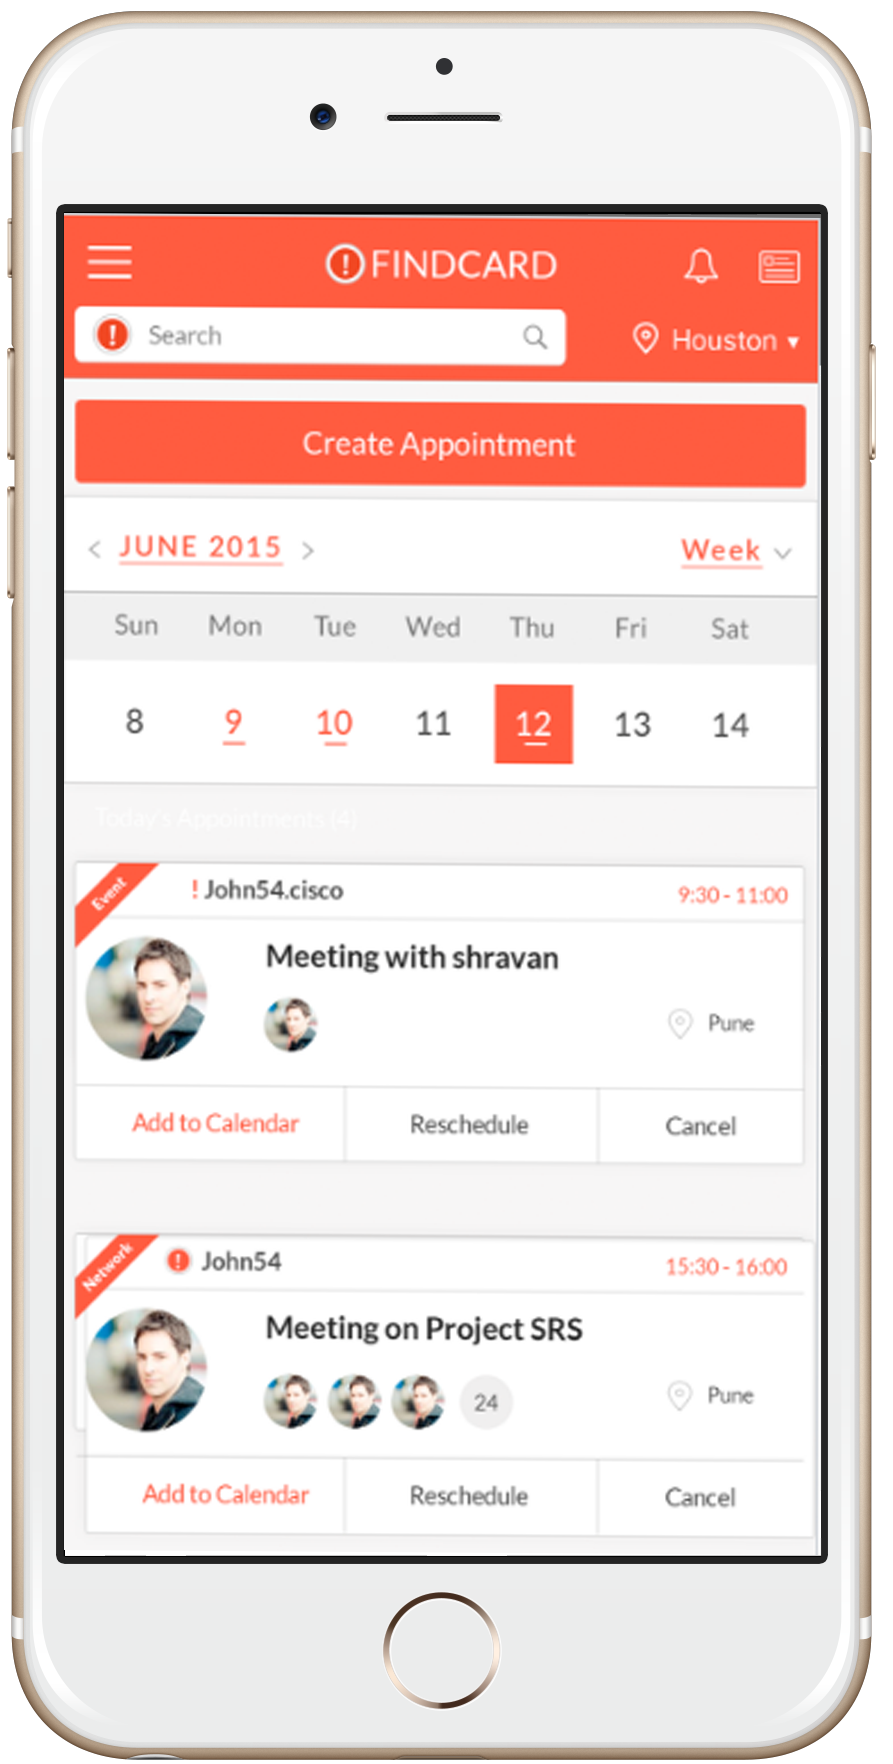 FINDCARD
Search
Houston
Create Appointment
< JUNE 2015 > Week
Sun Mon Tue Wed Thu Fri Sat
8 9 10 11 12 13 14
Today's Appointments (4)
Event ! John54.cisco 9:30 - 11:00
Meeting with shravan
Pune
Add to Calendar Reschedule Cancel
Network ! John54 15:30 - 16:00
Meeting on Project SRS
24 Pune
Add to Calendar Reschedule Cancel